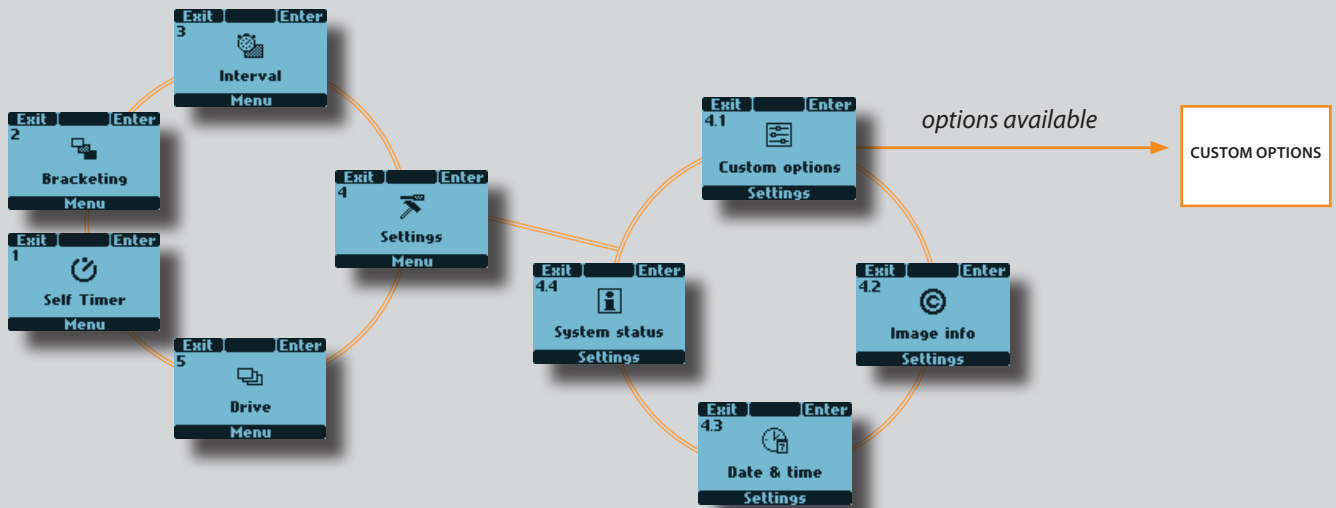 Exit Enter
3
Interval
Menu
Exit Enter
2
Bracketing
Menu
Exit Enter
1
Self Timer
Menu
Exit Enter
4
Settings
Menu
Exit Enter
5
Drive
Menu
Exit Enter
4.1
Custom options
Settings
options available
CUSTOM OPTIONS
Exit Enter
4.4
System status
Settings
Exit Enter
4.2
Image info
Settings
Exit Enter
4.3
Date & time
Settings